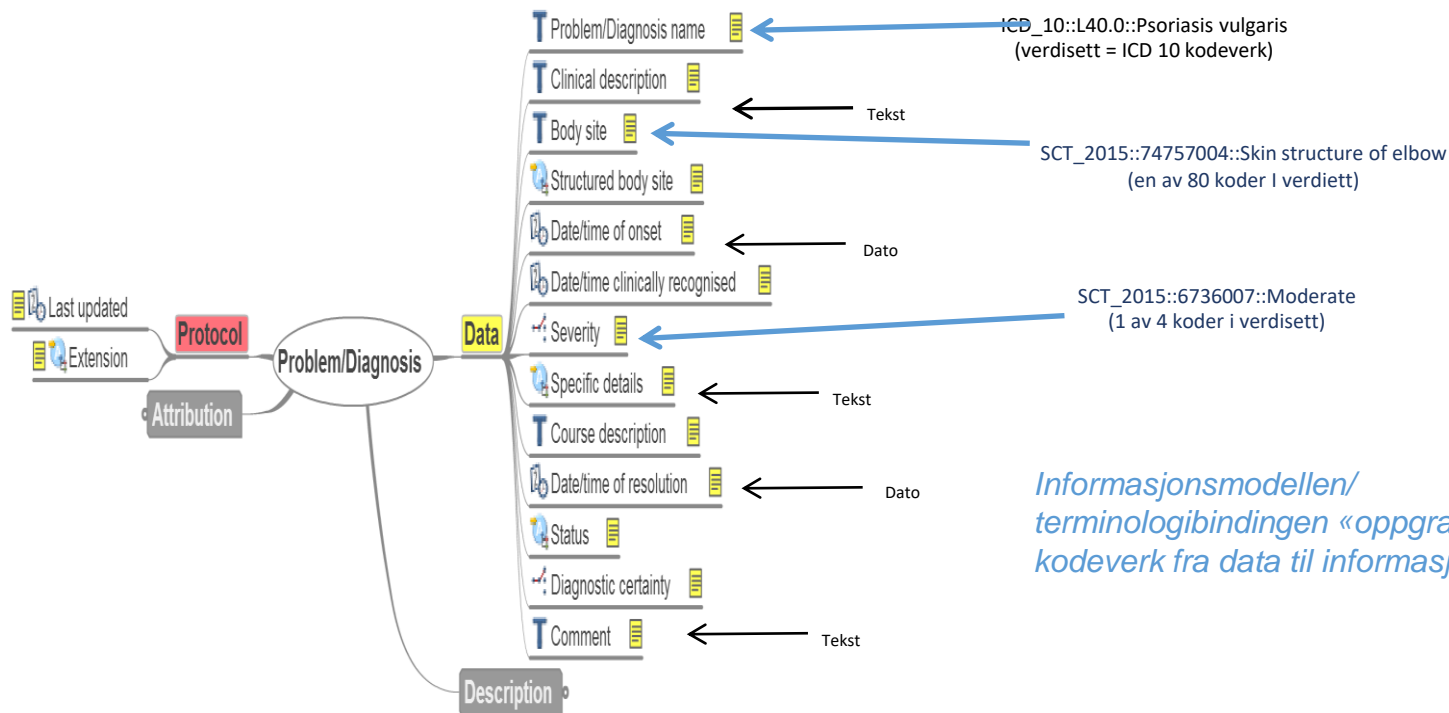 Problem/Diagnosis name
ICD_10::L40.0::Psoriasis vulgaris
(verdisett = ICD 10 kodeverk)
Clinical description
Tekst
Body site
SCT_2015::74757004::Skin structure of elbow
(en av 80 koder I verdiett)
Structured body site
Date/time of onset
Dato
Date/time clinically recognised
SCT_2015::6736007::Moderate
(1 av 4 koder i verdisett)
Last updated
Protocol
Extension
Problem/Diagnosis
Data
Severity
Attribution
Specific details
Tekst
Course description
Date/time of resolution
Dato
Informasjonsmodellen/
terminologibindingen «oppgra
kodeverk fra data til informasj
Status
Diagnostic certainty
Comment
Tekst
Description